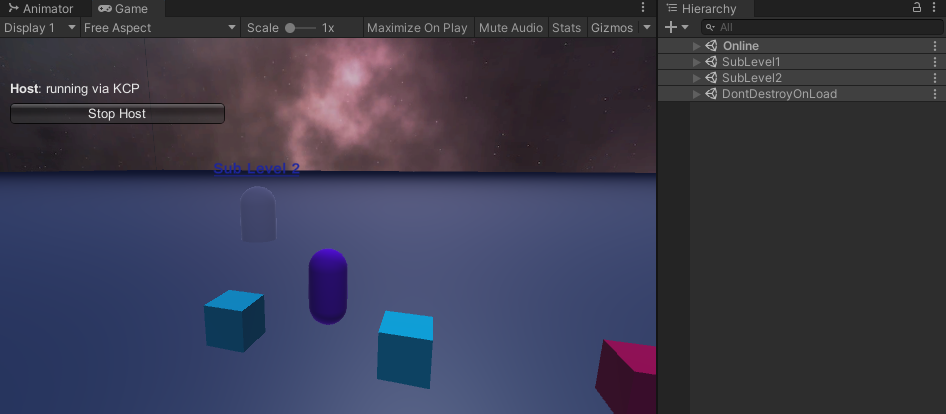 Animator Game
Display 1 Free Aspect Scale 1x Maximize On Play Mute Audio Stats Gizmos
Host: running via KCP
Stop Host
Sub Level 2
Hierarchy
All
Online
SubLevel1
SubLevel2
DontDestroyOnLoad